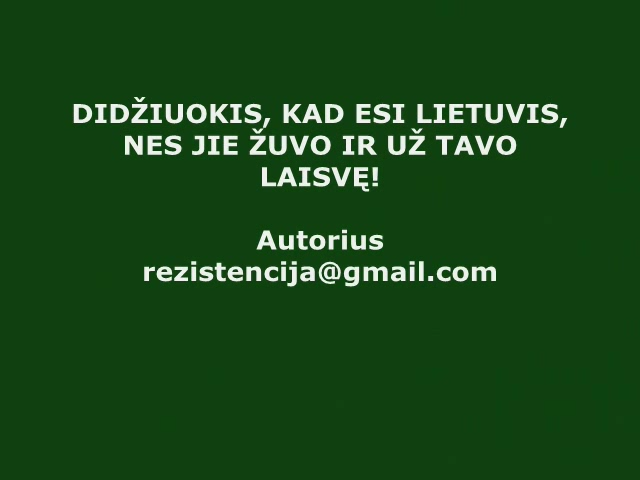 DIDŽIUOKIS, KAD ESI LIETUVIS,
NES JIE ŽUVO IR UŽ TAVO
LAISVĘ!
Autorius
rezistencija@gmail.com